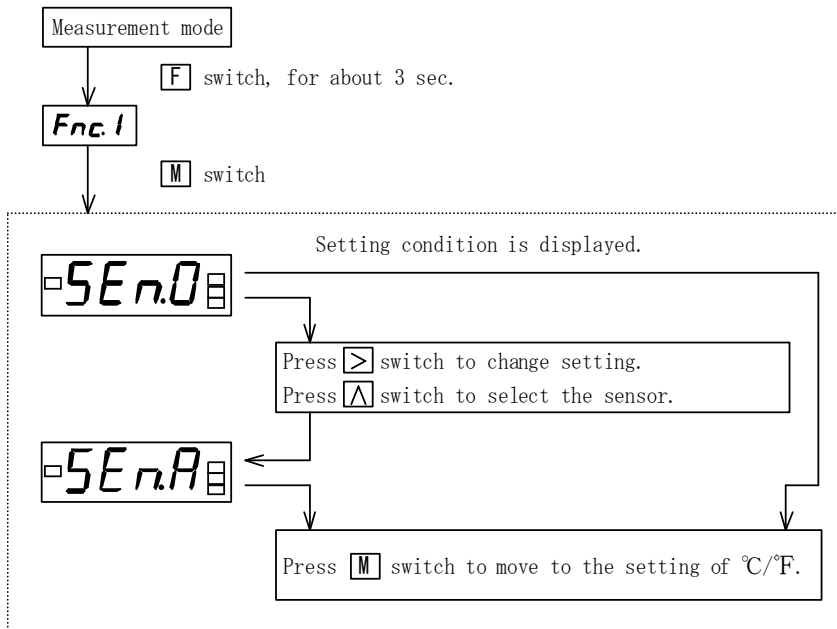 Measurement mode
F switch, for about 3 sec.
Fnc.1
M switch
Setting condition is displayed.
-SEn.0
Press > switch to change setting.
Press ∧ switch to select the sensor.
-SEn.A
Press M switch to move to the setting of ℃/℉.